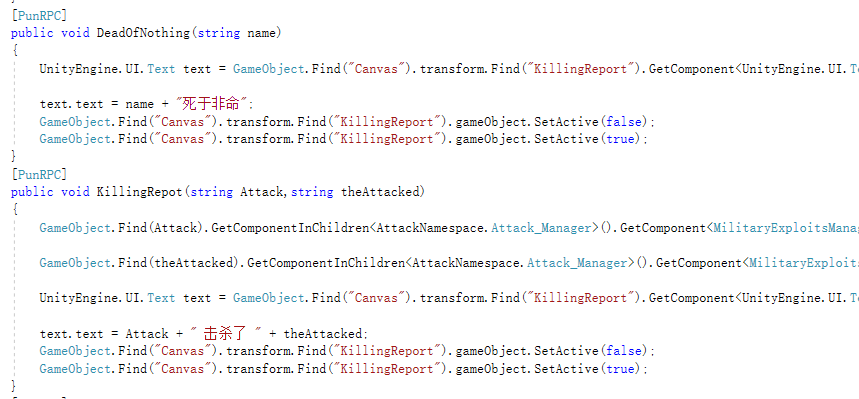 [PunRPC]
public void DeadOfNothing(string name)
{
UnityEngine.UI.Text text = GameObject.Find("Canvas").transform.Find("KillingReport").GetComponent<UnityEngine.UI.Te
text.text = name + "死于非命";
GameObject.Find("Canvas").transform.Find("KillingReport").gameObject.SetActive(false);
GameObject.Find("Canvas").transform.Find("KillingReport").gameObject.SetActive(true);
}
[PunRPC]
public void KillingRepot(string Attack,string theAttacked)
{
GameObject.Find(Attack).GetComponentInChildren<AttackNamespace.Attack_Manager>().GetComponent<MilitaryExploitsMana
GameObject.Find(theAttacked).GetComponentInChildren<AttackNamespace.Attack_Manager>().GetComponent<MilitaryExploits
UnityEngine.UI.Text text = GameObject.Find("Canvas").transform.Find("KillingReport").GetComponent<UnityEngine.UI.Te
text.text = Attack + " 击杀了 " + theAttacked;
GameObject.Find("Canvas").transform.Find("KillingReport").gameObject.SetActive(false);
GameObject.Find("Canvas").transform.Find("KillingReport").gameObject.SetActive(true);
}